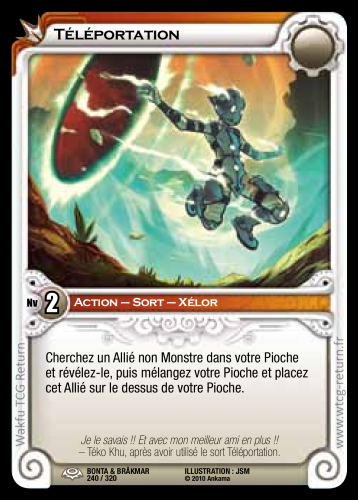 TÉLÉPORTATION
Nv 2 ACTION – SORT – XÉLOR
Cherchez un Allié non Monstre dans votre Pioche
et révélez-le, puis mélangez votre Pioche et placez
cet Allié sur le dessus de votre Pioche.
Je le savais !! Et avec mon meilleur ami en plus !!
– Téko Khu, après avoir utilisé le sort Téléportation.
BONTA & BRÂKMAR
240 / 320
ILLUSTRATION : JSM
© 2010 Ankama
Wakfu TCG Return
www.wtcg-return.fr